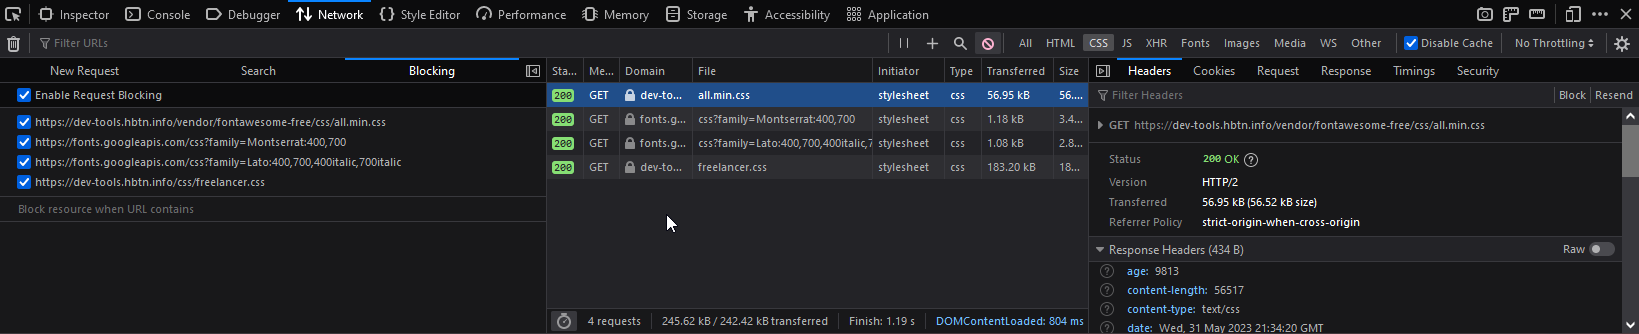 Inspector Console Debugger Network Style Editor Performance Memory Storage Accessibility Application
Filter URLs All HTML CSS JS XHR Fonts Images Media WS Other Disable Cache No Throttling
New Request Search Blocking
Enable Request Blocking
https://dev-tools.hbtn.info/vendor/fontawesome-free/css/all.min.css
https://fonts.googleapis.com/css?family=Montserrat:400,700
https://fonts.googleapis.com/css?family=Lato:400,700,400italic,700italic
https://dev-tools.hbtn.info/css/freelancer.css
Block resource when URL contains
Sta... Me... Domain File Initiator Type Transferred Size
200 GET dev-to... all.min.css stylesheet css 56.95 kB 56....
200 GET fonts.g... css?family=Montserrat:400,700 stylesheet css 1.18 kB 3.4...
200 GET fonts.g... css?family=Lato:400,700,400italic,7 stylesheet css 1.08 kB 2.8...
200 GET dev-to... freelancer.css stylesheet css 183.20 kB 18...
4 requests 245.62 kB / 242.42 kB transferred Finish: 1.19 s DOMContentLoaded: 804 ms
Headers Cookies Request Response Timings Security
Filter Headers Block Resend
GET https://dev-tools.hbtn.info/vendor/fontawesome-free/css/all.min.css
Status 200 OK ?
Version HTTP/2
Transferred 56.95 kB (56.52 kB size)
Referrer Policy strict-origin-when-cross-origin
Response Headers (434 B) Raw
? age: 9813
? content-length: 56517
? content-type: text/css
? date: Wed, 31 May 2023 21:34:20 GMT